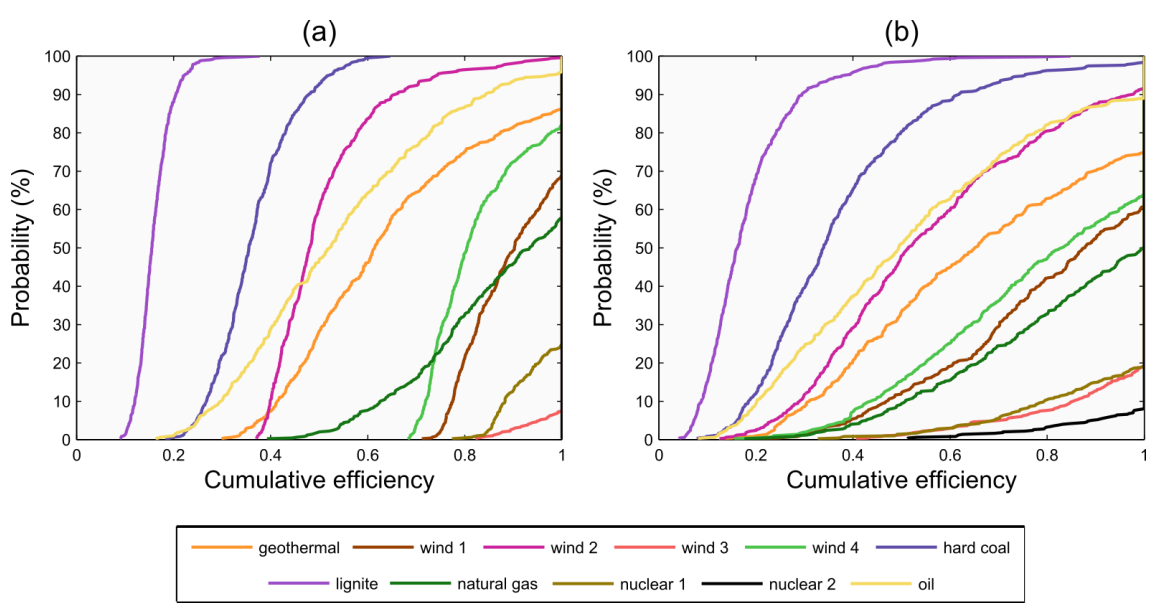 (a)
(b)
100
90
80
70
60
50
40
30
20
10
0
Probability (%)
0 0.2 0.4 0.6 0.8 1
Cumulative efficiency
100
90
80
70
60
50
40
30
20
10
0
Probability (%)
0 0.2 0.4 0.6 0.8 1
Cumulative efficiency
geothermal wind 1 wind 2 wind 3 wind 4 hard coal
lignite natural gas nuclear 1 nuclear 2 oil